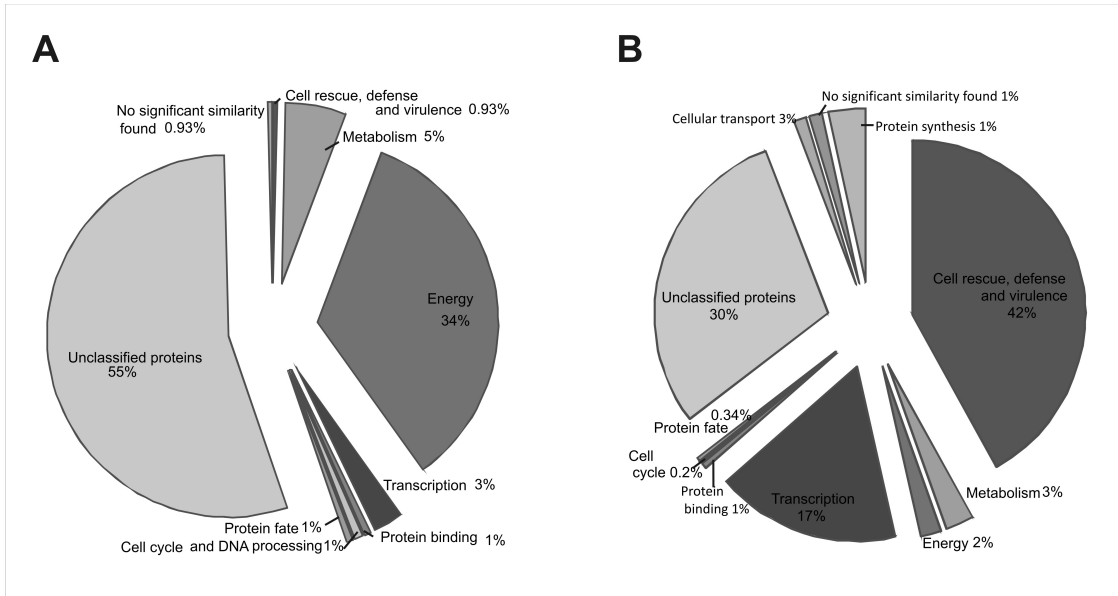 A
Cell rescue, defense
and virulence 0.93%
No significant similarity
found 0.93%
Metabolism 5%
Energy
34%
Unclassified proteins
55%
Transcription 3%
Protein fate 1%
Protein binding 1%
Cell cycle and DNA processing 1%
B
No significant similarity found 1%
Cellular transport 3%
Protein synthesis 1%
Cell rescue, defense
and virulence
42%
Unclassified proteins
30%
0.34%
Protein fate
Cell
cycle 0.2%
Protein
binding 1%
Transcription
17%
Metabolism 3%
Energy 2%